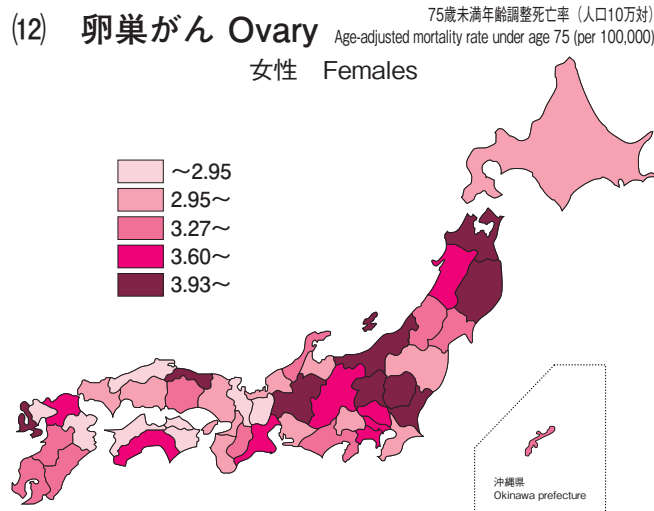 (12) 卵巣がん Ovary
75歳未満年齢調整死亡率（人口10万対）
Age-adjusted mortality rate under age 75 (per 100,000)
女性 Females
～2.95
2.95～
3.27～
3.60～
3.93～
沖縄県
Okinawa prefecture